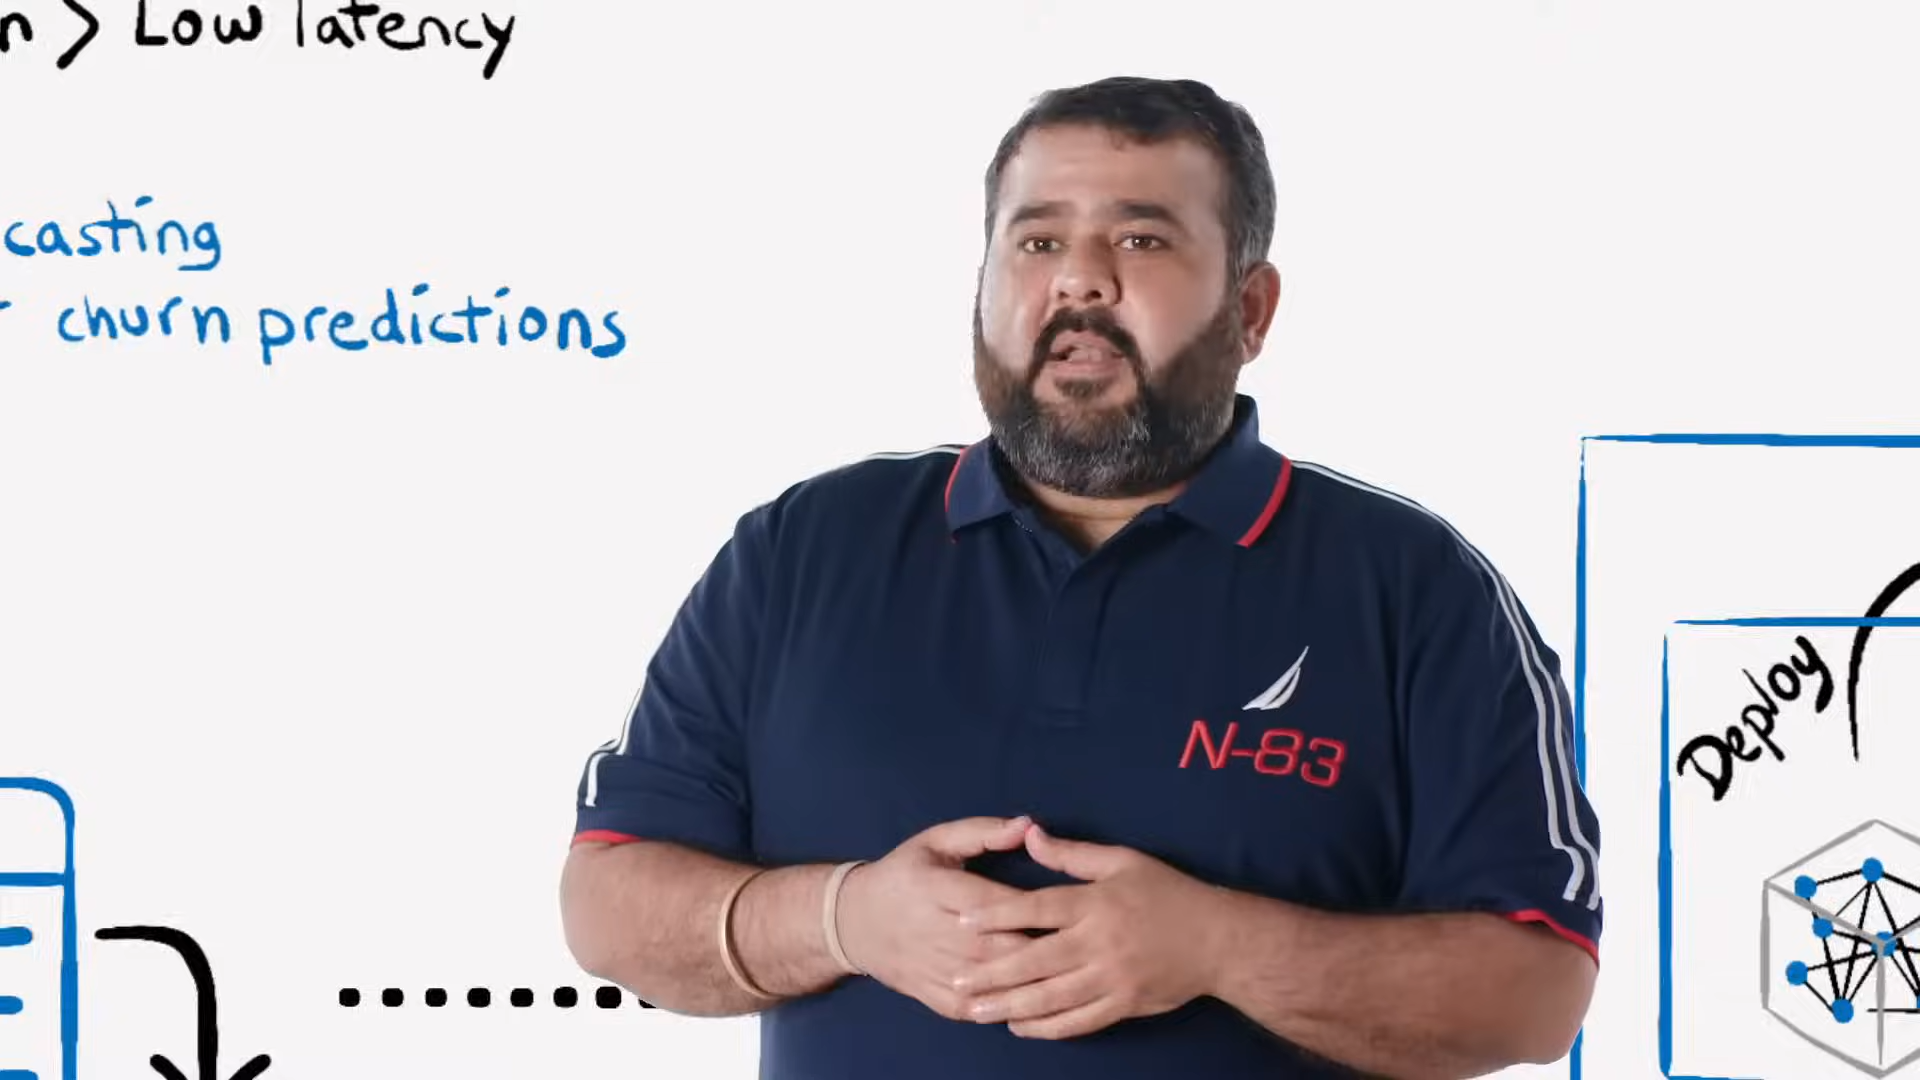 n > Low latency
casting
churn predictions
N-83
Deploy